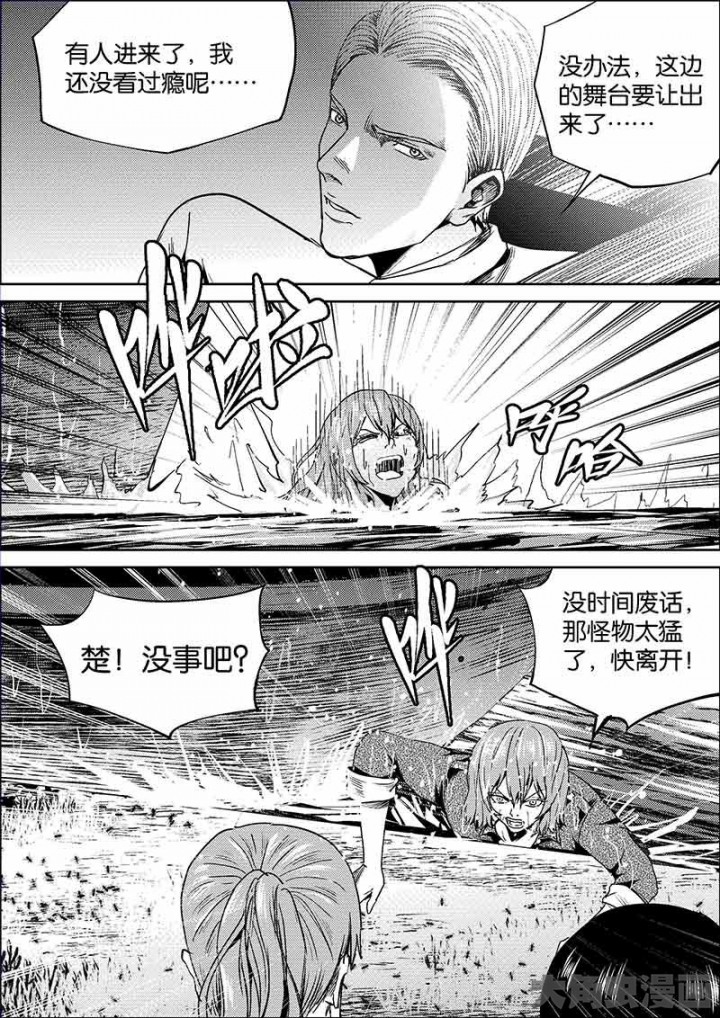 有人进来了，我
还没看过瘾呢……
没办法，这边
的舞台要让出
来了……
哗啦
呼哈
楚！没事吧？
呼
没时间废话，
那怪物太猛
了，快离开！